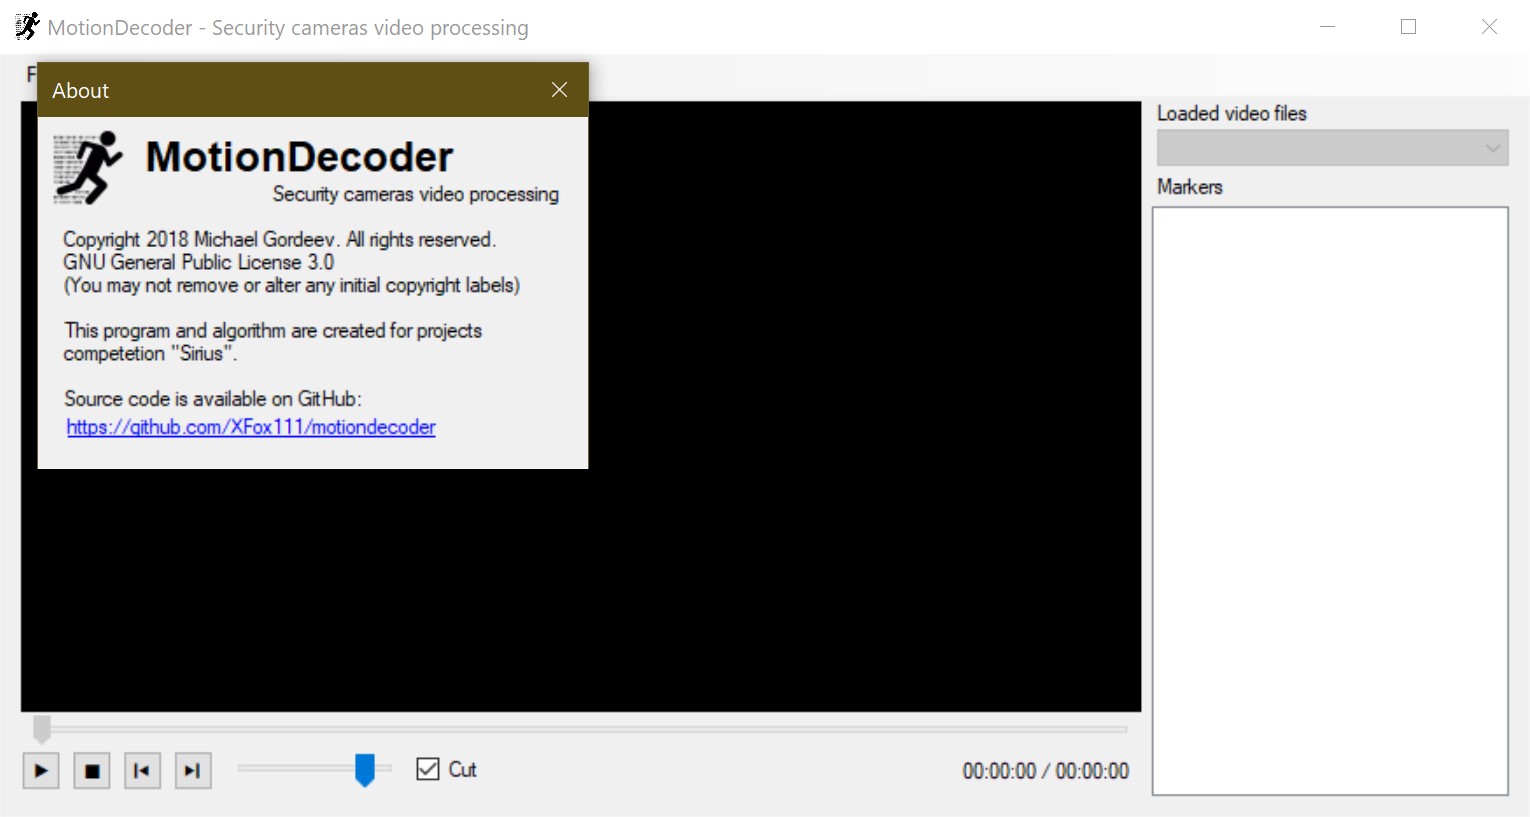 MotionDecoder - Security cameras video processing
F
About
MotionDecoder
Security cameras video processing
Copyright 2018 Michael Gordeev. All rights reserved.
GNU General Public License 3.0
(You may not remove or alter any initial copyright labels)
This program and algorithm are created for projects
competetion "Sirius".
Source code is available on GitHub:
https://github.com/XFox111/motiondecoder
Loaded video files
Markers
Cut
00:00:00 / 00:00:00